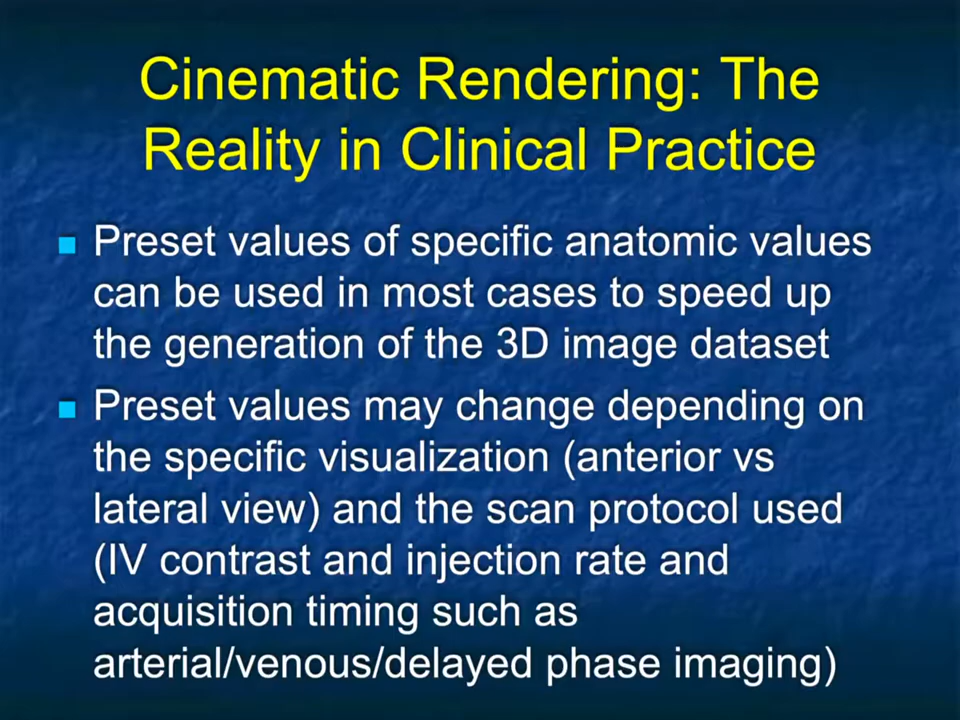 Cinematic Rendering: The
Reality in Clinical Practice
Preset values of specific anatomic values
can be used in most cases to speed up
the generation of the 3D image dataset
Preset values may change depending on
the specific visualization (anterior vs
lateral view) and the scan protocol used
(IV contrast and injection rate and
acquisition timing such as
arterial/venous/delayed phase imaging)